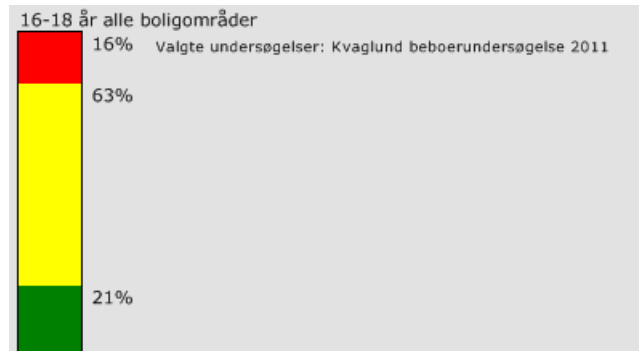 16-18 år alle boligområder
16% Valgte undersøgelser: Kvaglund beboerundersøgelse 2011
63%
21%